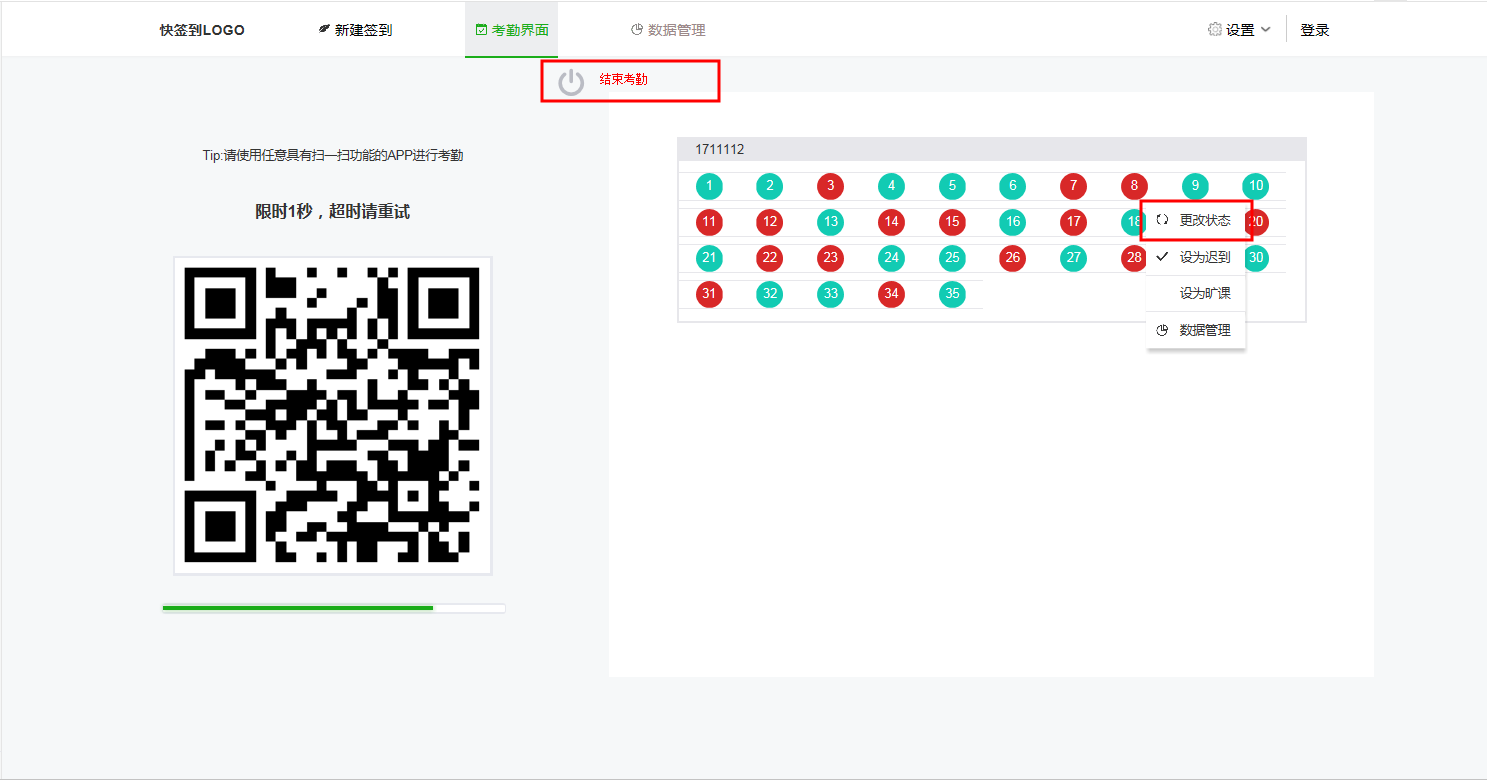 快签到LOGO 新建签到 考勤界面 数据管理 设置 登录
结束考勤
Tip:请使用任意具有扫一扫功能的APP进行考勤
限时1秒，超时请重试
1711112
1 2 3 4 5 6 7 8 9 10
11 12 13 14 15 16 17 18 20
21 22 23 24 25 26 27 28 30
31 32 33 34 35
更改状态
设为迟到
设为旷课
数据管理